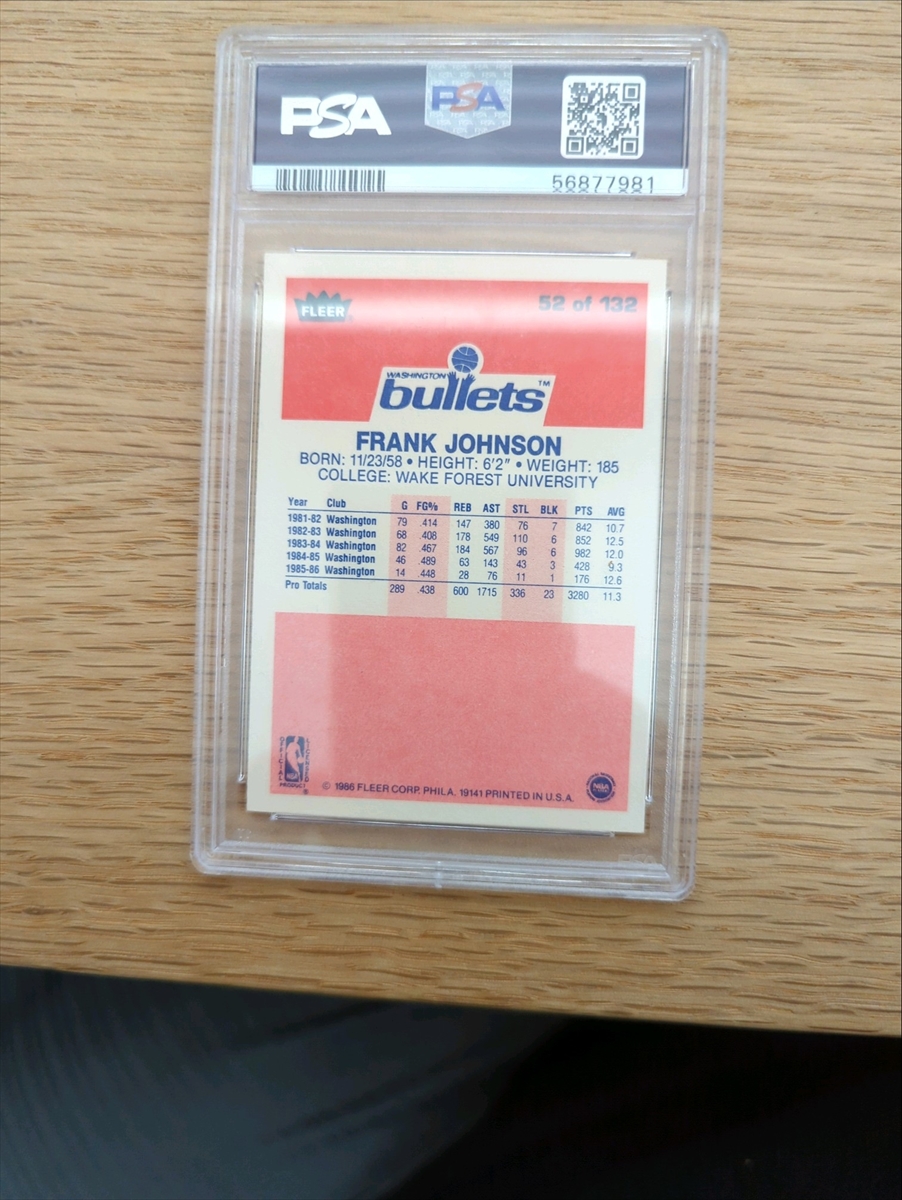 PSA
PSA
56877981
FLEER
52 of 132
WASHINGTON
bullets™
FRANK JOHNSON
BORN: 11/23/58 • HEIGHT: 6'2" • WEIGHT: 185
COLLEGE: WAKE FOREST UNIVERSITY
Year Club G FG% REB AST STL BLK PTS AVG
1981-82 Washington 79 .414 147 380 76 7 842 10.7
1982-83 Washington 68 .408 178 549 110 6 852 12.5
1983-84 Washington 82 .467 184 567 96 6 982 12.0
1984-85 Washington 46 .489 63 143 43 3 428 9.3
1985-86 Washington 14 .448 28 76 11 1 176 12.6
Pro Totals 289 .438 600 1715 336 23 3280 11.3
OFFICIAL
LICENSED
NBA
PRODUCT
®
© 1986 FLEER CORP. PHILA. 19141 PRINTED IN U.S.A.